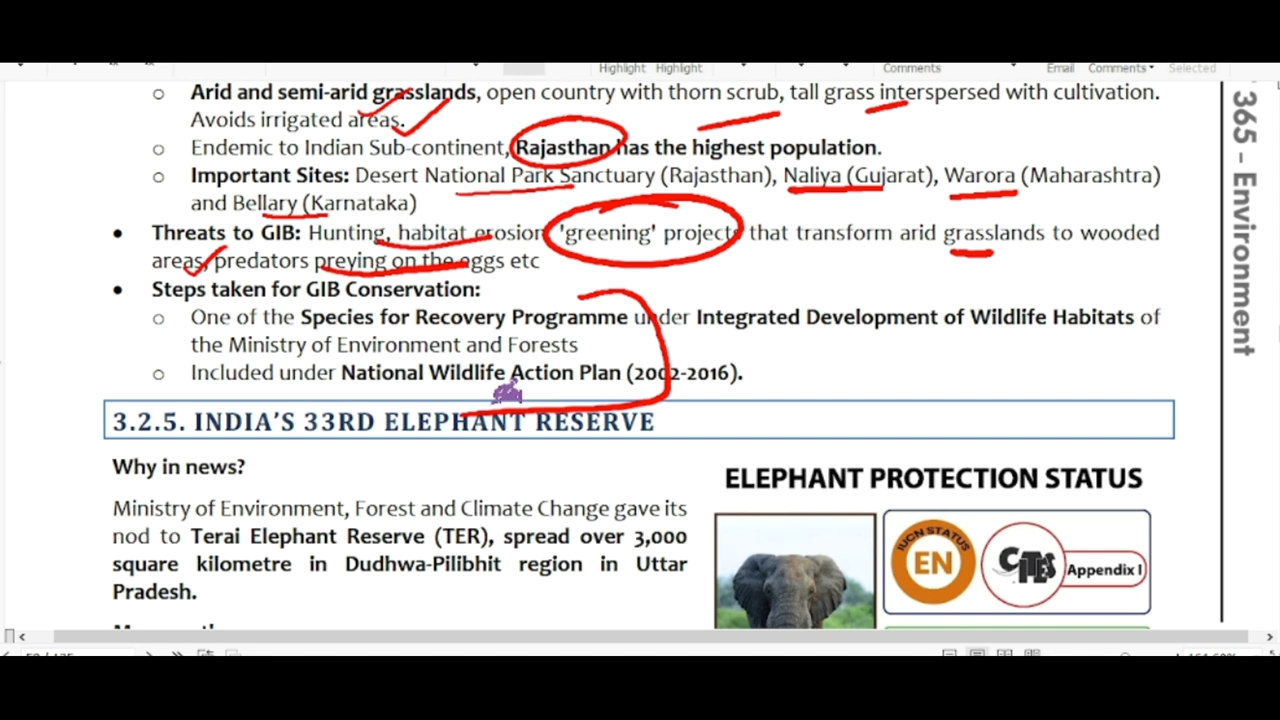 Highlight Highlight Comments Email Comments Selected
○ Arid and semi-arid grasslands, open country with thorn scrub, tall grass interspersed with cultivation.
Avoids irrigated areas.
○ Endemic to Indian Sub-continent, Rajasthan has the highest population.
○ Important Sites: Desert National Park Sanctuary (Rajasthan), Naliya (Gujarat), Warora (Maharashtra)
and Bellary (Karnataka)
• Threats to GIB: Hunting, habitat erosion 'greening' projects that transform arid grasslands to wooded
areas, predators preying on the eggs etc
• Steps taken for GIB Conservation:
○ One of the Species for Recovery Programme under Integrated Development of Wildlife Habitats of
the Ministry of Environment and Forests
○ Included under National Wildlife Action Plan (2002-2016).
3.2.5. INDIA'S 33RD ELEPHANT RESERVE
Why in news?
Ministry of Environment, Forest and Climate Change gave its
nod to Terai Elephant Reserve (TER), spread over 3,000
square kilometre in Dudhwa-Pilibhit region in Uttar
Pradesh.
ELEPHANT PROTECTION STATUS
IUCN STATUS
EN
CITES
Appendix I
365 - Environment